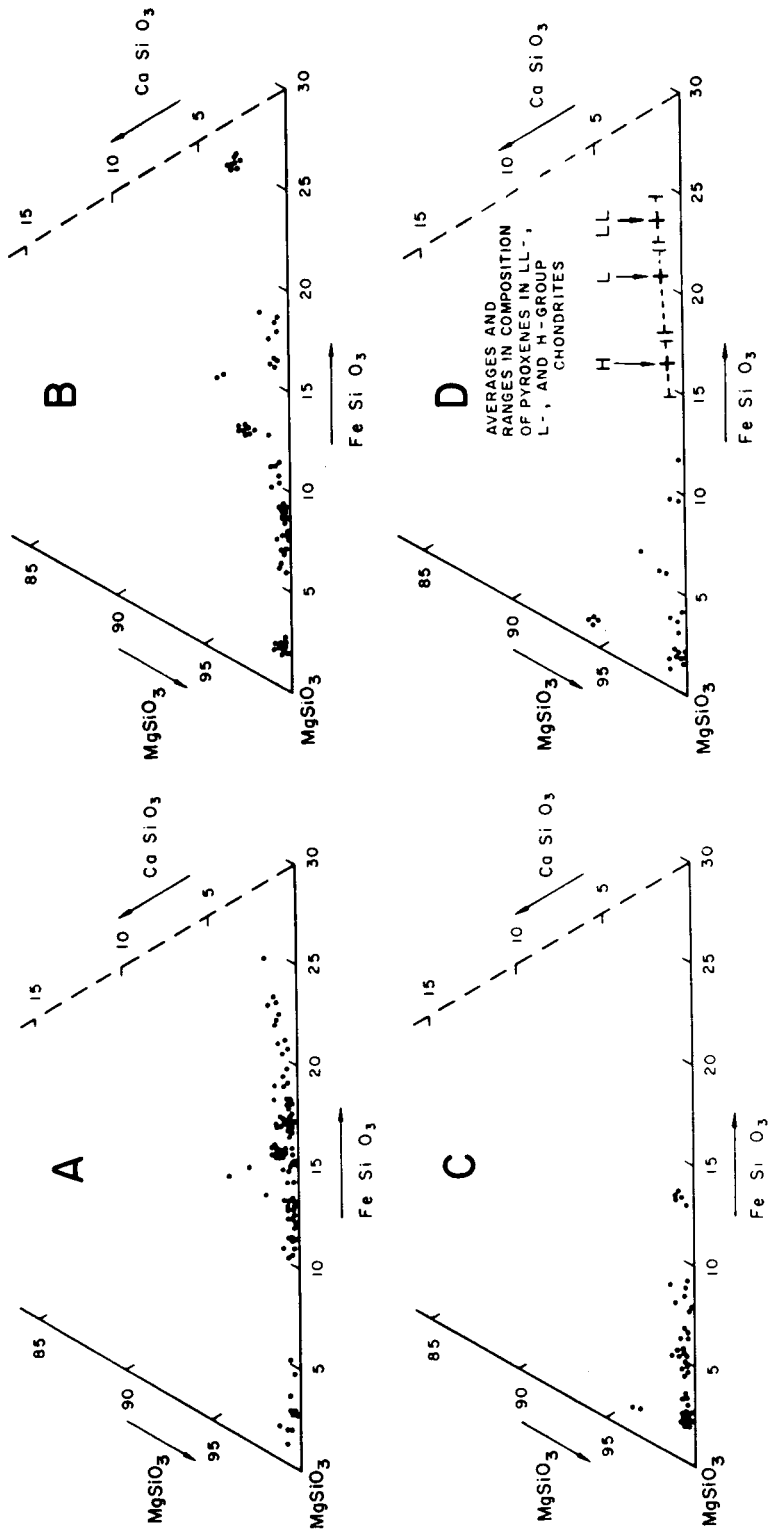 A
MgSiO3
95
90
85
15
10
5
Ca Si O3
MgSiO3
5
10
15
20
25
30
Fe Si O3
B
MgSiO3
95
90
85
15
10
5
Ca Si O3
MgSiO3
5
10
15
20
25
30
Fe Si O3
C
MgSiO3
95
90
85
15
10
5
Ca Si O3
MgSiO3
5
10
15
20
25
30
Fe Si O3
D
AVERAGES AND
RANGES IN COMPOSITION
OF PYROXENES IN LL-,
L-, AND H-GROUP
CHONDRITES
H
L
LL
MgSiO3
95
90
85
15
10
5
Ca Si O3
MgSiO3
5
10
15
20
25
30
Fe Si O3